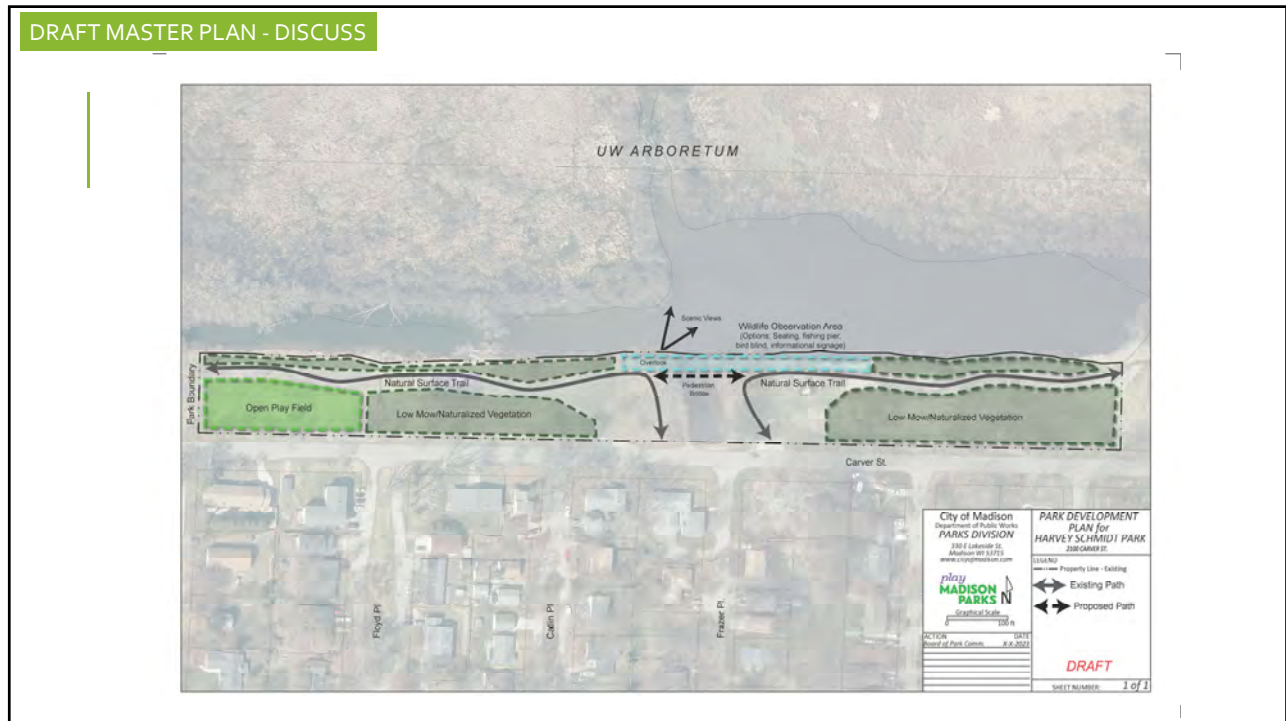 DRAFT MASTER PLAN - DISCUSS
UW ARBORETUM
Scenic Views
Wildlife Observation Area
(Options: Seating, fishing pier,
bird blind, informational signage)
Overlook
Park Boundary
Natural Surface Trail
Pedestrian
Bridge
Natural Surface Trail
Open Play Field
Low Mow/Naturalized Vegetation
Low Mow/Naturalized Vegetation
Carver St.
Floyd Pl
Catlin Pl
Frazer Pl.
City of Madison
Department of Public Works
PARKS DIVISION
330 E Lakeside St.
Madison WI 53715
www.cityofmadison.com
play
MADISON
PARKS
N
Graphical Scale
0 100 ft
ACTION DATE
Board of Park Comm. X-X-2023
PARK DEVELOPMENT
PLAN for
HARVEY SCHMIDT PARK
2100 CARVER ST.
LEGEND
Property Line - Existing
Existing Path
Proposed Path
DRAFT
SHEET NUMBER: 1 of 1